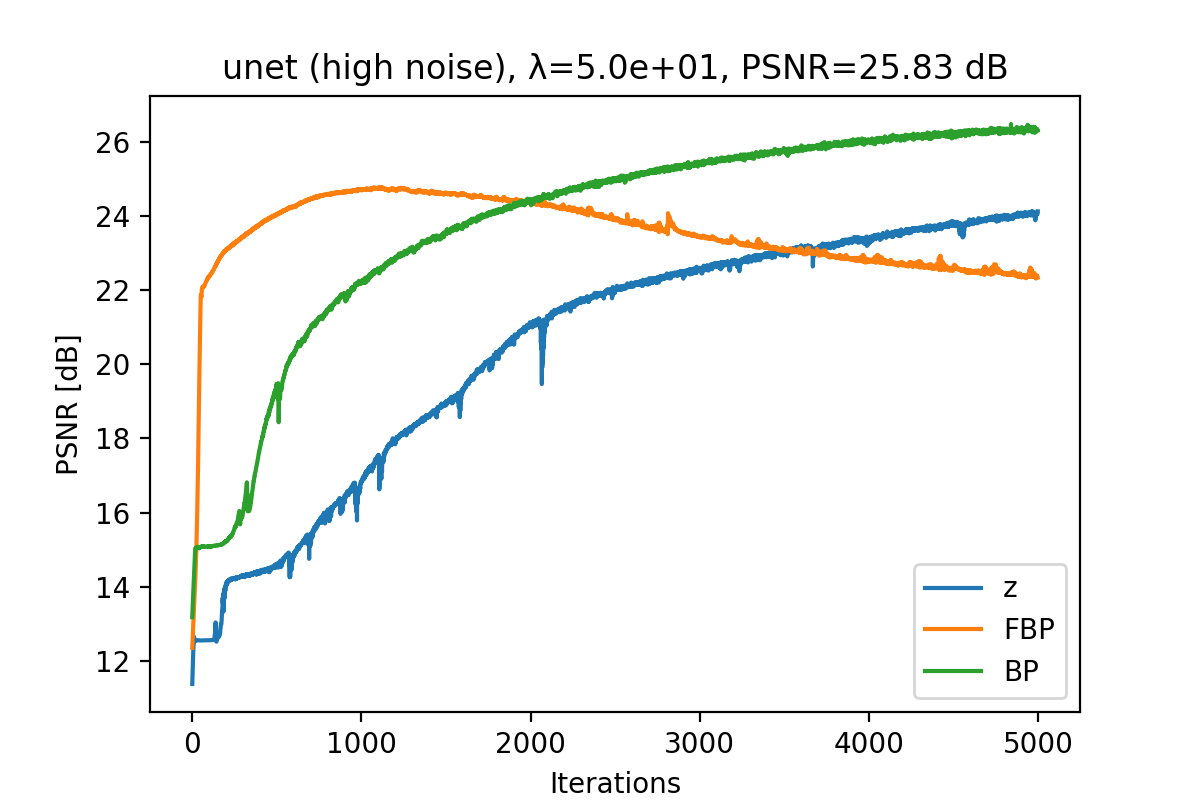 unet (high noise), λ=5.0e+01, PSNR=25.83 dB
26
24
22
20
18
16
14
12
PSNR [dB]
z
FBP
BP
0 1000 2000 3000 4000 5000
Iterations